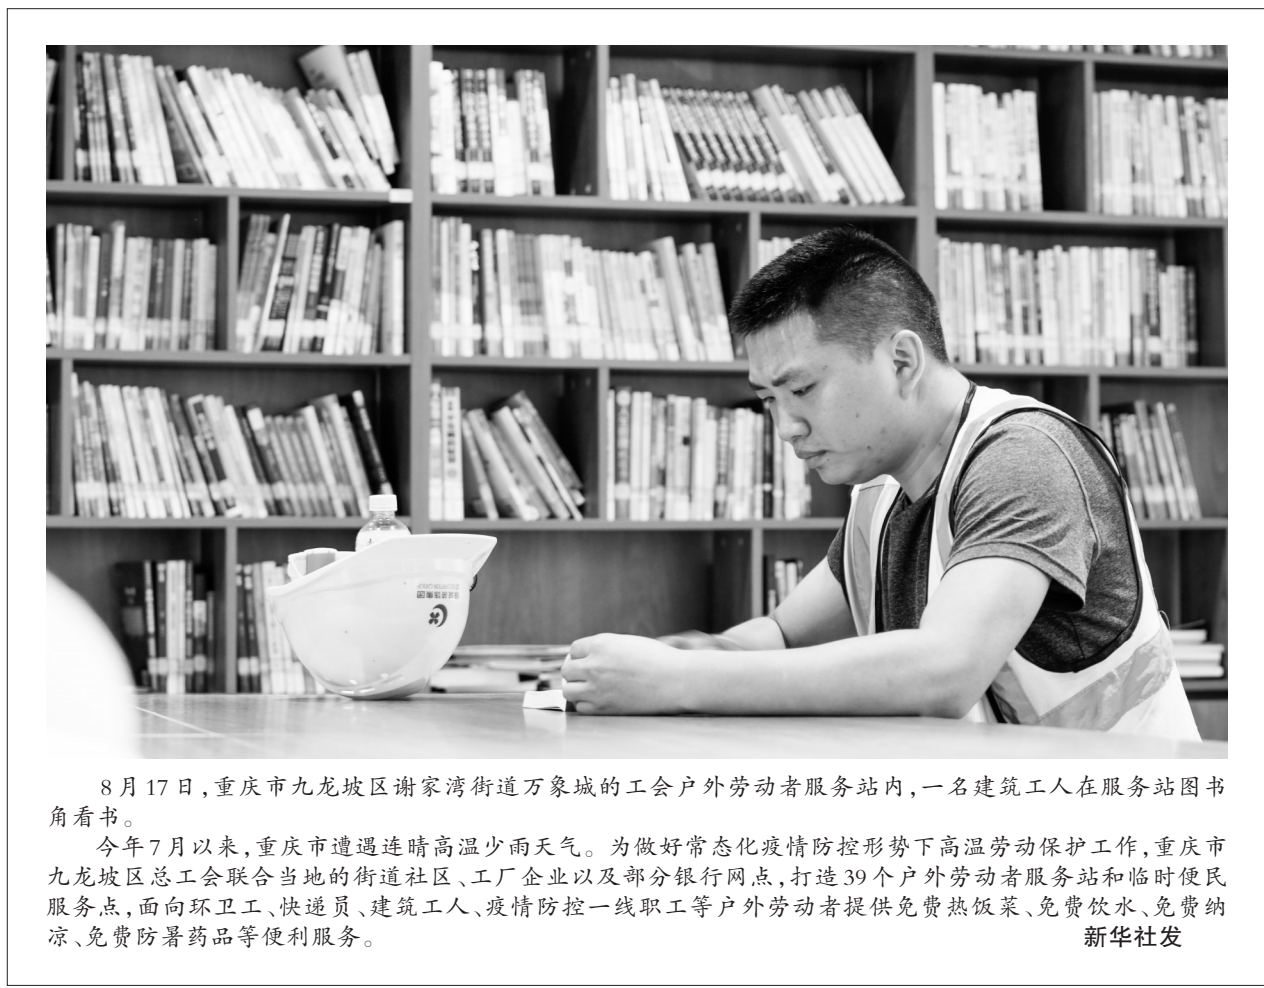 8月17日,重庆市九龙坡区谢家湾街道万象城的工会户外劳动者服务站内,一名建筑工人在服务站图书
角看书。
今年7月以来,重庆市遭遇连晴高温少雨天气。为做好常态化疫情防控形势下高温劳动保护工作,重庆市
九龙坡区总工会联合当地的街道社区、工厂企业以及部分银行网点,打造39个户外劳动者服务站和临时便民
服务点,面向环卫工、快递员、建筑工人、疫情防控一线职工等户外劳动者提供免费热饭菜、免费饮水、免费纳
凉、免费防暑药品等便利服务。
新华社发